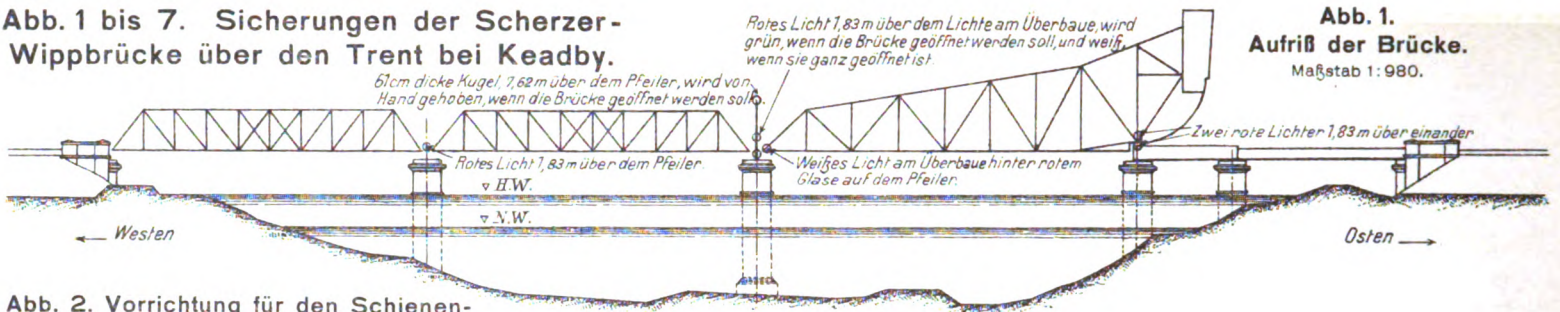 Abb. 1 bis 7. Sicherungen der Scherzer-
Wippbrücke über den Trent bei Keadby.
Rotes Licht 1,83 m über dem Lichte am Überbaue, wird
grün, wenn die Brücke geöffnet werden soll, und weiß,
wenn sie ganz geöffnet ist.
Abb. 1.
Aufriß der Brücke.
Maßstab 1:980.
61cm dicke Kugel, 7,62 m über dem Pfeiler, wird von
Hand gehoben, wenn die Brücke geöffnet werden soll.
Zwei rote Lichter 1,83 m über einander
Rotes Licht 1,83 m über dem Pfeiler.
Weißes Licht am Überbaue hinter rotem
Glase auf dem Pfeiler.
H.W.
N.W.
Westen
Osten
Abb. 2. Vorrichtung für den Schienen-